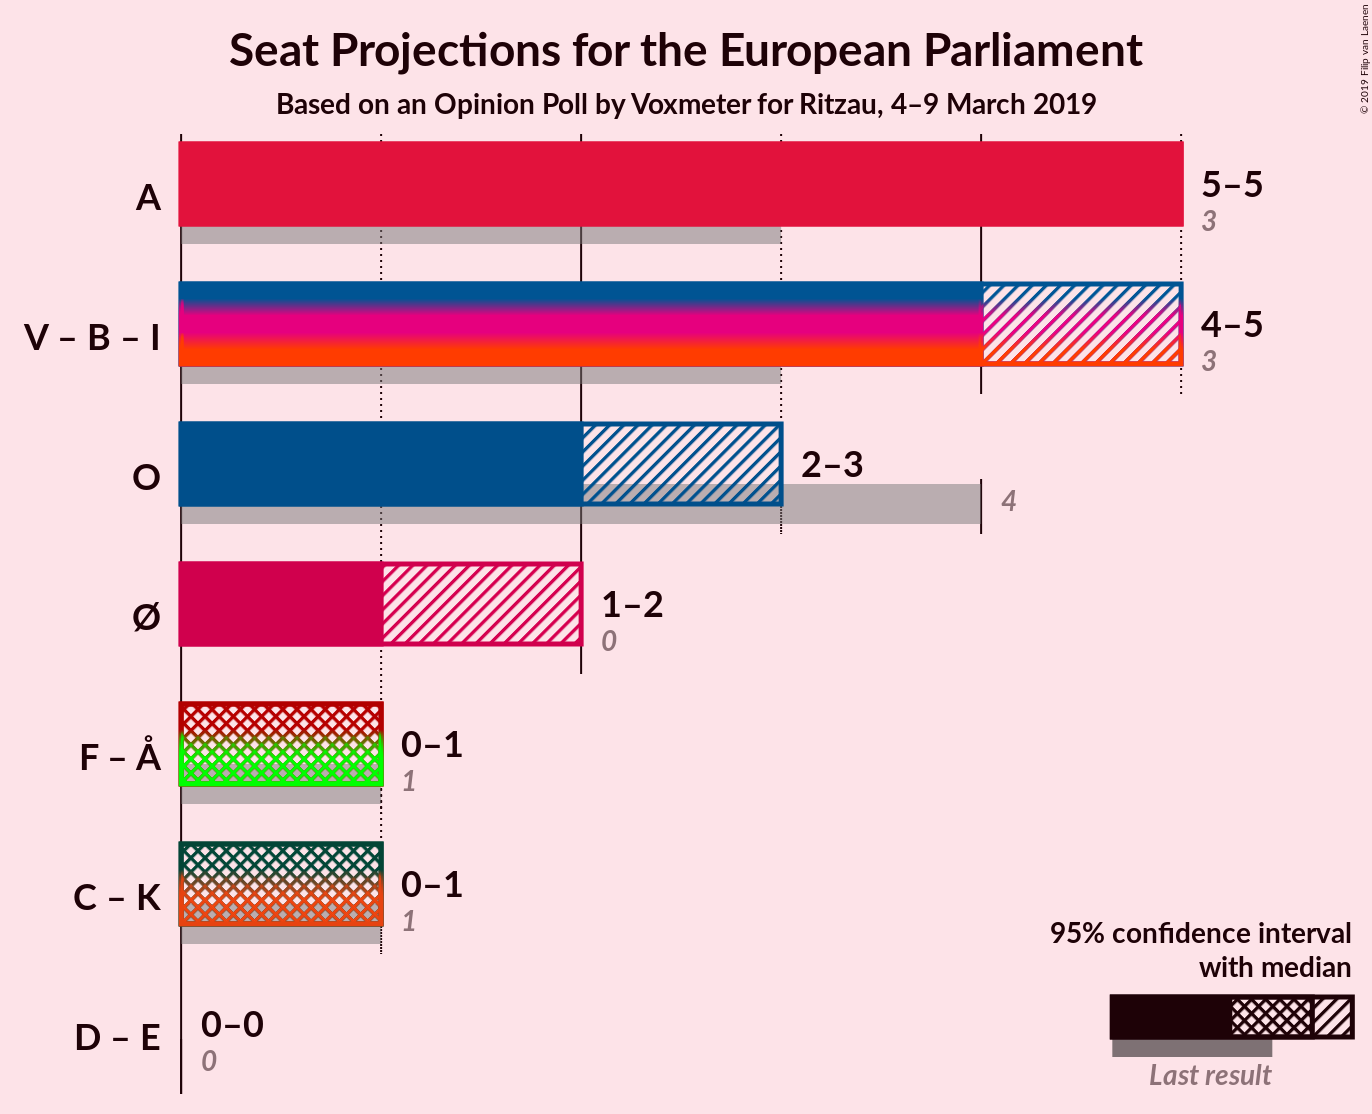 Seat Projections for the European Parliament
Based on an Opinion Poll by Voxmeter for Ritzau, 4–9 March 2019
© 2019 Filip van Laenen
A
5–5
3
V – B – I
4–5
3
O
2–3
4
Ø
1–2
0
F – Å
0–1
1
C – K
0–1
1
D – E
0–0
0
95% confidence interval
with median
Last result